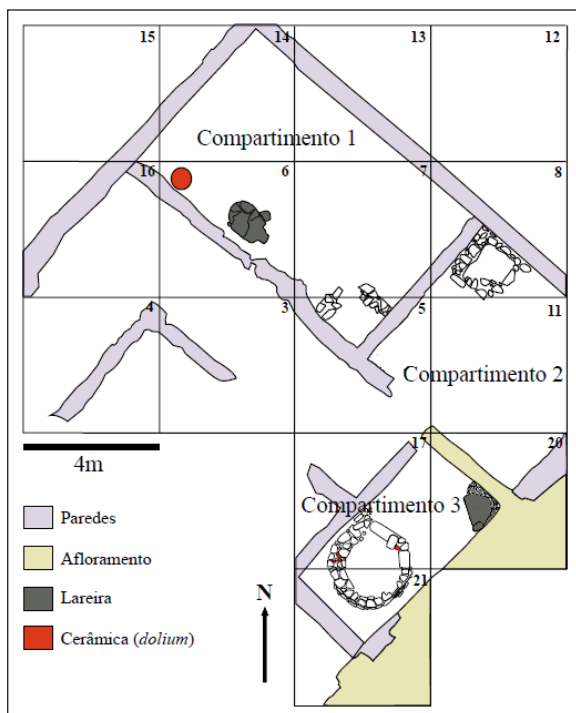 15
14
13
12
Compartimento 1
16
6
7
8
4
3
5
11
Compartimento 2
17
20
4m
Compartimento 3
Paredes
Afloramento
21
Lareira
Cerâmica (dolium)
N